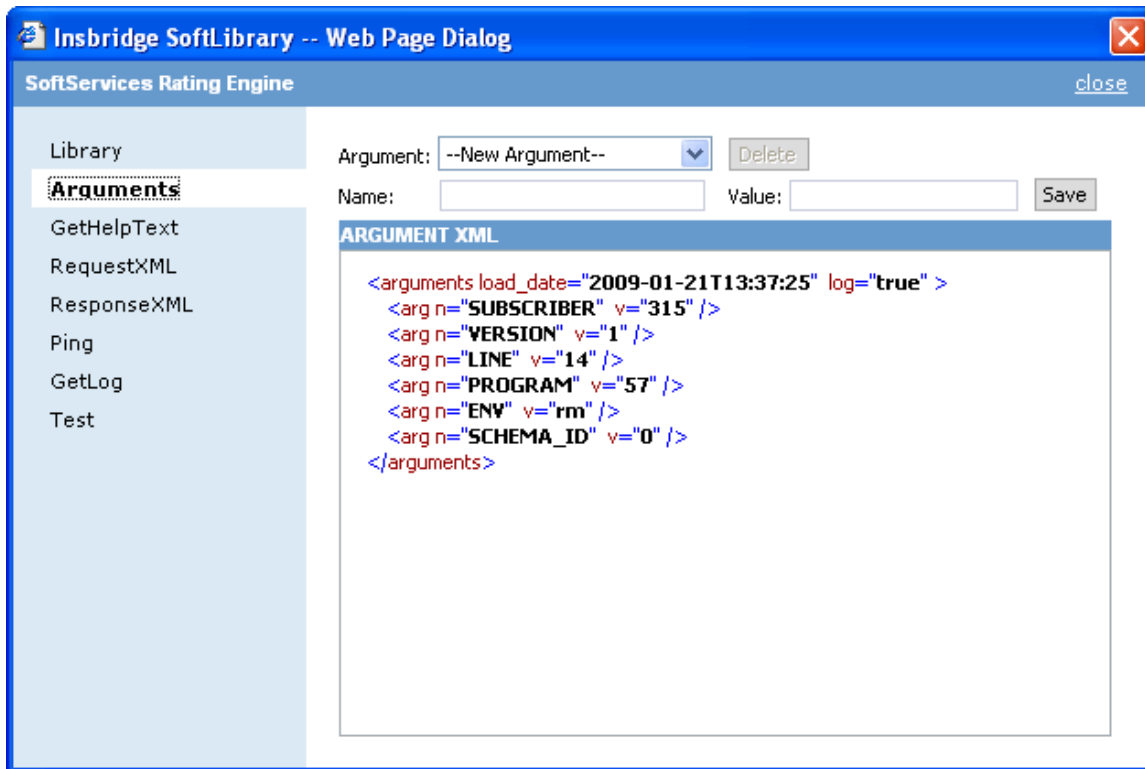 Insbridge SoftLibrary -- Web Page Dialog
SoftServices Rating Engine close
Library
Arguments
GetHelpText
RequestXML
ResponseXML
Ping
GetLog
Test
Argument: --New Argument-- Delete
Name: Value: Save
ARGUMENT XML
<arguments load_date="2009-01-21T13:37:25" log="true" >
<arg n="SUBSCRIBER" v="315" />
<arg n="VERSION" v="1" />
<arg n="LINE" v="14" />
<arg n="PROGRAM" v="57" />
<arg n="ENV" v="rm" />
<arg n="SCHEMA_ID" v="0" />
</arguments>